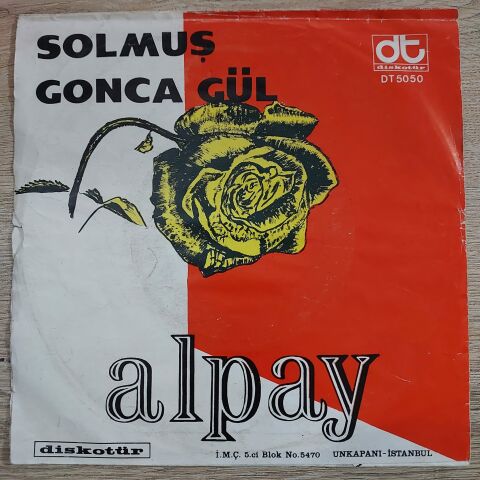 SOLMUŞ
GONCA GÜL
dt
diskotür
DT 5050
alpay
diskotür
İ.M.Ç. 5.ci Blok No.5470 UNKAPANI-İSTANBUL